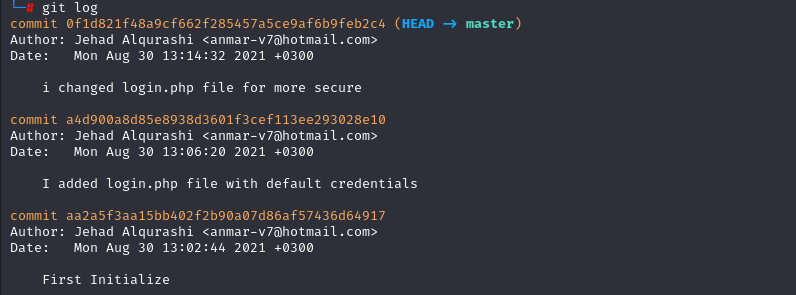 └─# git log
commit 0f1d821f48a9cf662f285457a5ce9af6b9feb2c4 (HEAD -> master)
Author: Jehad Alqurashi <anmar-v7@hotmail.com>
Date:   Mon Aug 30 13:14:32 2021 +0300

    i changed login.php file for more secure

commit a4d900a8d85e8938d3601f3cef113ee293028e10
Author: Jehad Alqurashi <anmar-v7@hotmail.com>
Date:   Mon Aug 30 13:06:20 2021 +0300

    I added login.php file with default credentials

commit aa2a5f3aa15bb402f2b90a07d86af57436d64917
Author: Jehad Alqurashi <anmar-v7@hotmail.com>
Date:   Mon Aug 30 13:02:44 2021 +0300

    First Initialize